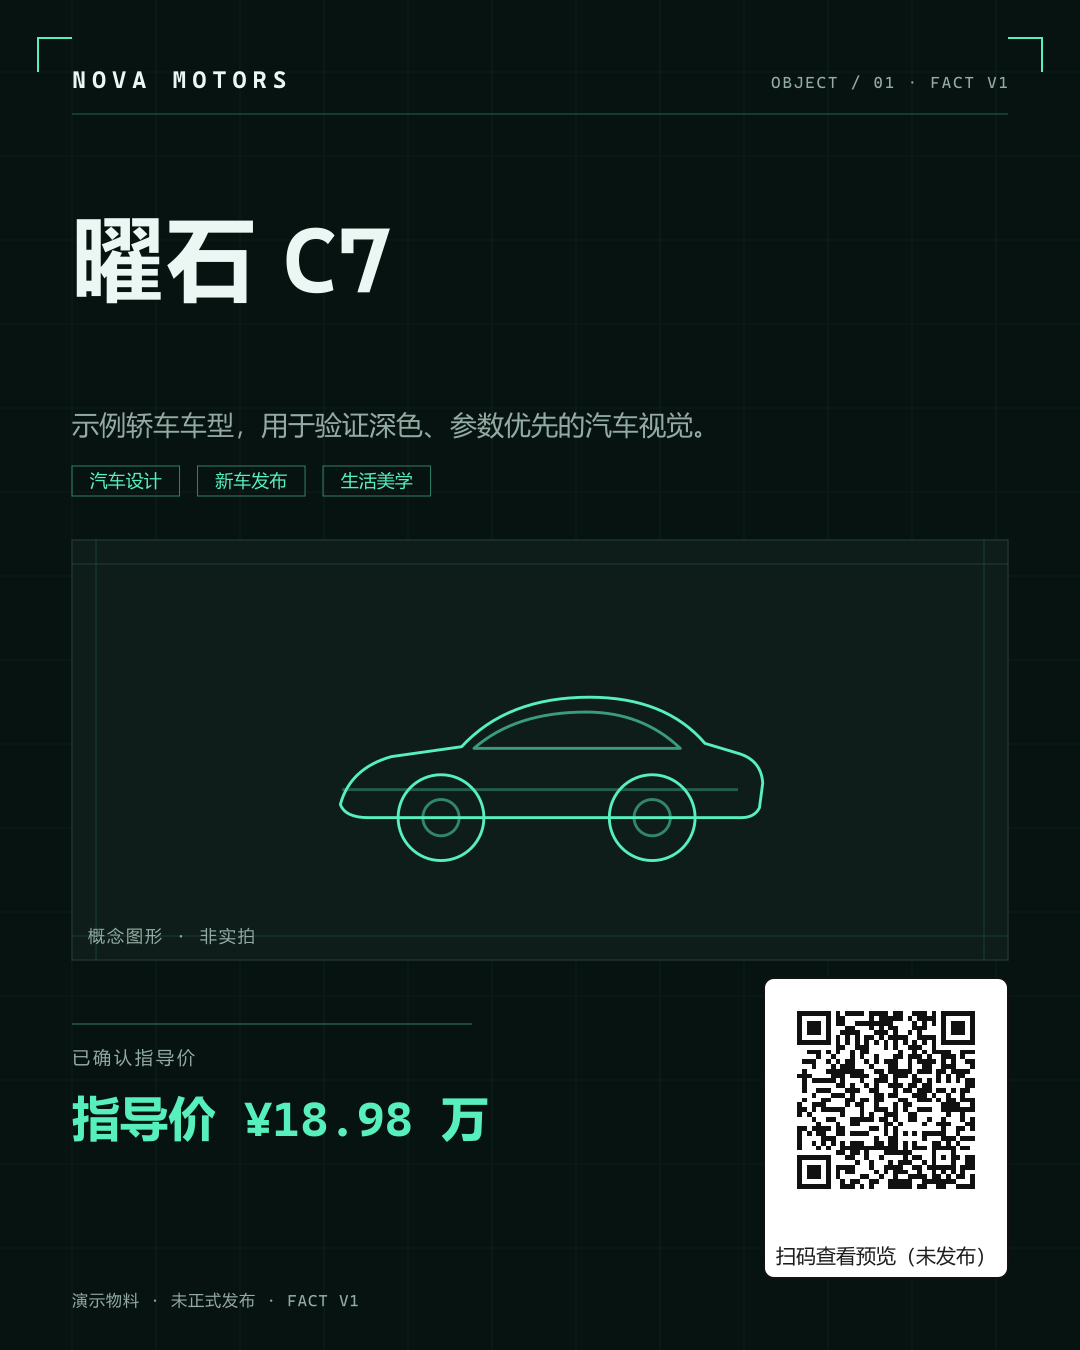 NOVA MOTORS
OBJECT / 01 · FACT V1
曜石 C7
示例轿车车型，用于验证深色、参数优先的汽车视觉。
汽车设计
新车发布
生活美学
概念图形 · 非实拍
已确认指导价
指导价 ¥18.98 万
扫码查看预览（未发布）
演示物料 · 未正式发布 · FACT V1